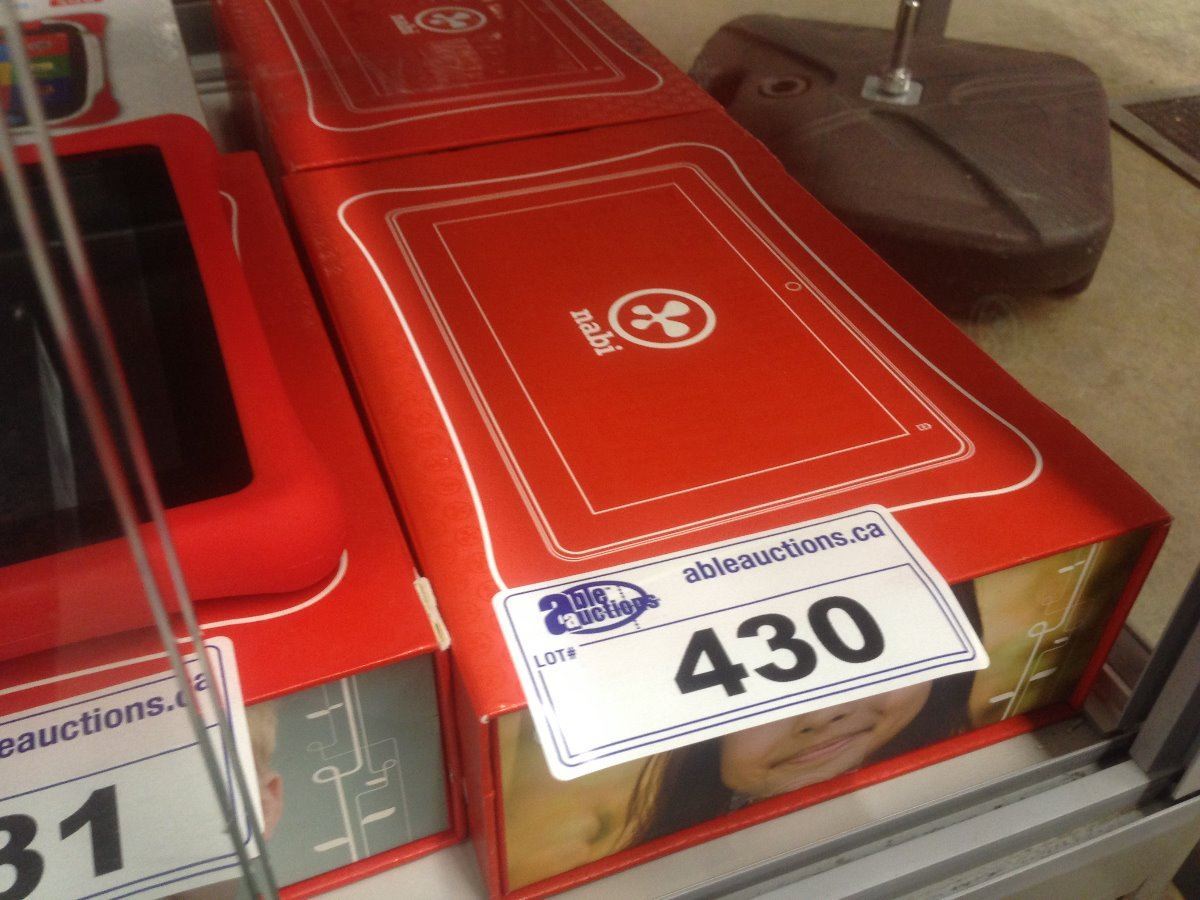 nabi
ableauctions.ca
able
auctions
LOT#
430
eauctions.ca
31